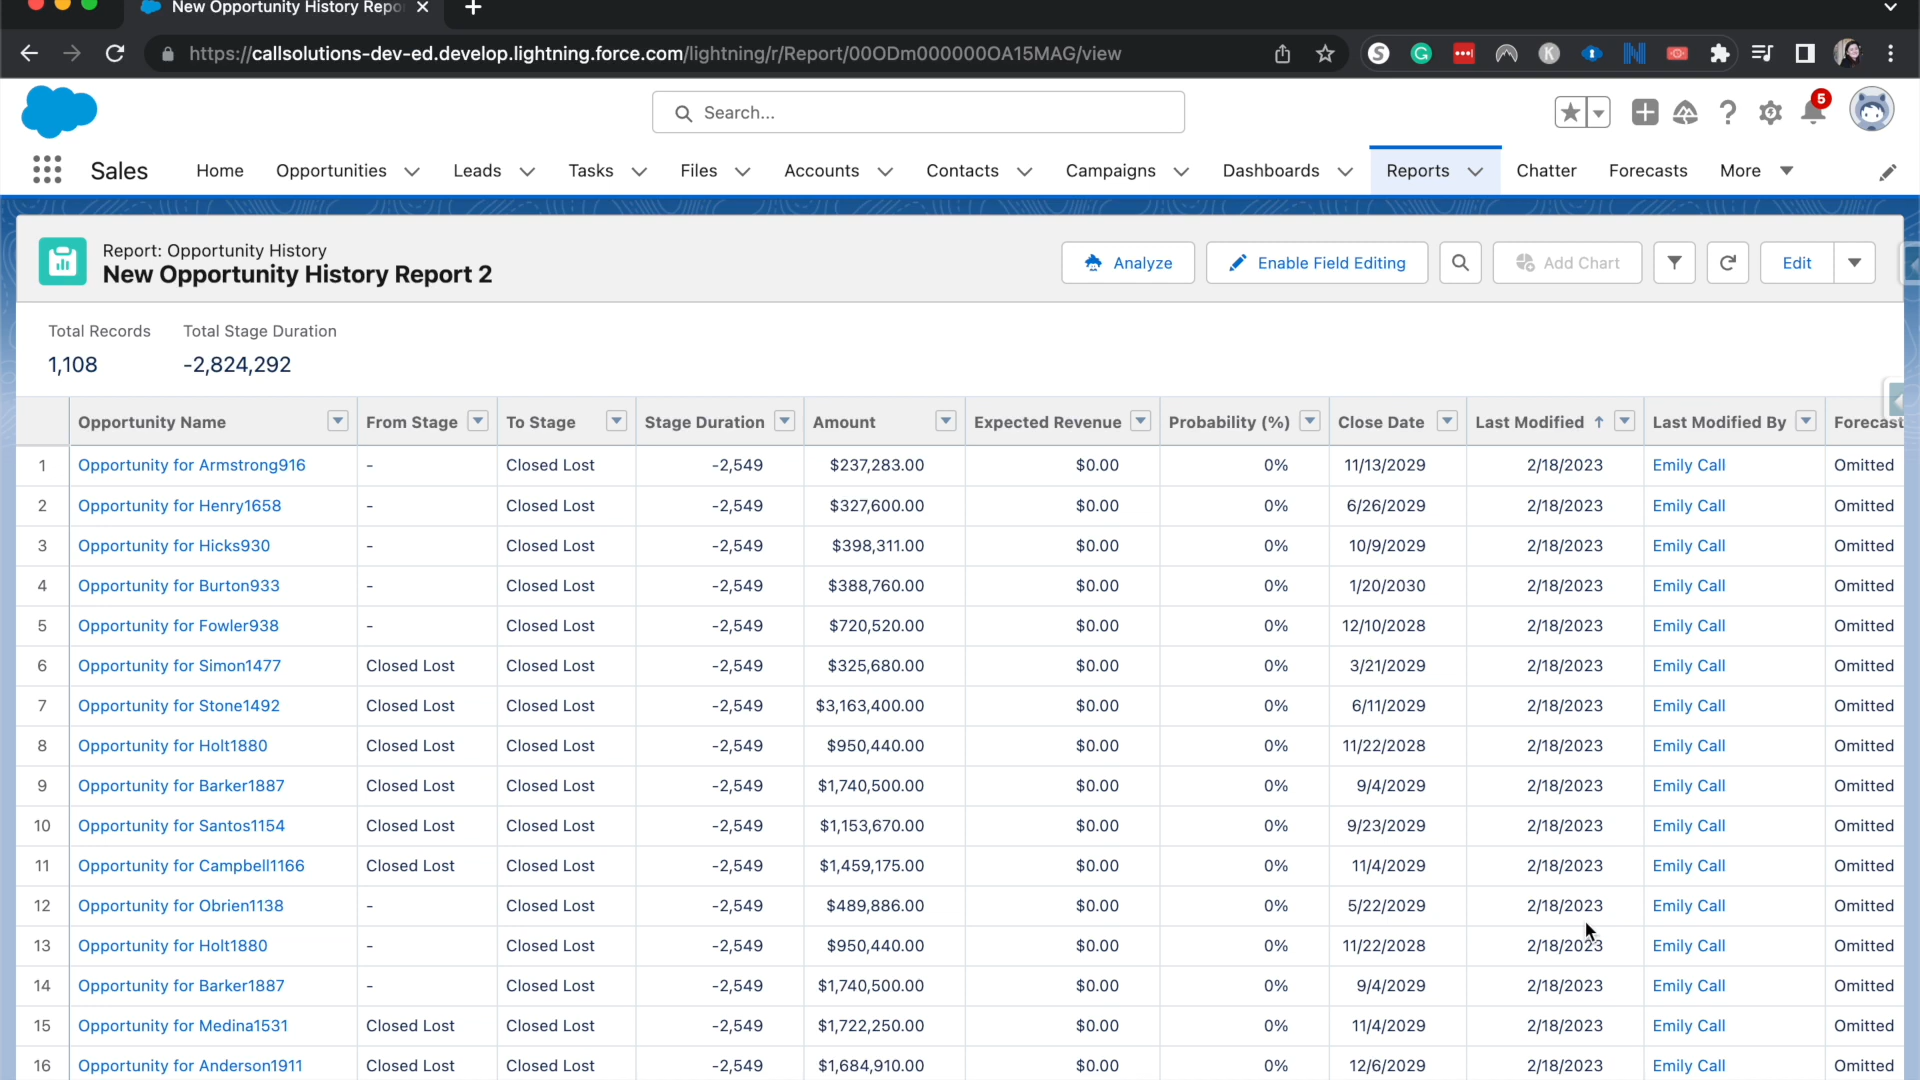 New Opportunity History Repo
https://callsolutions-dev-ed.develop.lightning.force.com/lightning/r/Report/00ODm000000OA15MAG/view
Search...
5
Sales Home Opportunities Leads Tasks Files Accounts Contacts Campaigns Dashboards Reports Chatter Forecasts More
Report: Opportunity History
New Opportunity History Report 2
Analyze Enable Field Editing Add Chart Edit
Total Records Total Stage Duration
1,108 -2,824,292
Opportunity Name From Stage To Stage Stage Duration Amount Expected Revenue Probability (%) Close Date Last Modified ↑ Last Modified By Forecast
1 Opportunity for Armstrong916 - Closed Lost -2,549 $237,283.00 $0.00 0% 11/13/2029 2/18/2023 Emily Call Omitted
2 Opportunity for Henry1658 - Closed Lost -2,549 $327,600.00 $0.00 0% 6/26/2029 2/18/2023 Emily Call Omitted
3 Opportunity for Hicks930 - Closed Lost -2,549 $398,311.00 $0.00 0% 10/9/2029 2/18/2023 Emily Call Omitted
4 Opportunity for Burton933 - Closed Lost -2,549 $388,760.00 $0.00 0% 1/20/2030 2/18/2023 Emily Call Omitted
5 Opportunity for Fowler938 - Closed Lost -2,549 $720,520.00 $0.00 0% 12/10/2028 2/18/2023 Emily Call Omitted
6 Opportunity for Simon1477 Closed Lost Closed Lost -2,549 $325,680.00 $0.00 0% 3/21/2029 2/18/2023 Emily Call Omitted
7 Opportunity for Stone1492 Closed Lost Closed Lost -2,549 $3,163,400.00 $0.00 0% 6/11/2029 2/18/2023 Emily Call Omitted
8 Opportunity for Holt1880 Closed Lost Closed Lost -2,549 $950,440.00 $0.00 0% 11/22/2028 2/18/2023 Emily Call Omitted
9 Opportunity for Barker1887 Closed Lost Closed Lost -2,549 $1,740,500.00 $0.00 0% 9/4/2029 2/18/2023 Emily Call Omitted
10 Opportunity for Santos1154 Closed Lost Closed Lost -2,549 $1,153,670.00 $0.00 0% 9/23/2029 2/18/2023 Emily Call Omitted
11 Opportunity for Campbell1166 Closed Lost Closed Lost -2,549 $1,459,175.00 $0.00 0% 11/4/2029 2/18/2023 Emily Call Omitted
12 Opportunity for Obrien1138 - Closed Lost -2,549 $489,886.00 $0.00 0% 5/22/2029 2/18/2023 Emily Call Omitted
13 Opportunity for Holt1880 - Closed Lost -2,549 $950,440.00 $0.00 0% 11/22/2028 2/18/2023 Emily Call Omitted
14 Opportunity for Barker1887 - Closed Lost -2,549 $1,740,500.00 $0.00 0% 9/4/2029 2/18/2023 Emily Call Omitted
15 Opportunity for Medina1531 Closed Lost Closed Lost -2,549 $1,722,250.00 $0.00 0% 11/4/2029 2/18/2023 Emily Call Omitted
16 Opportunity for Anderson1911 Closed Lost Closed Lost -2,549 $1,684,910.00 $0.00 0% 12/6/2029 2/18/2023 Emily Call Omitted